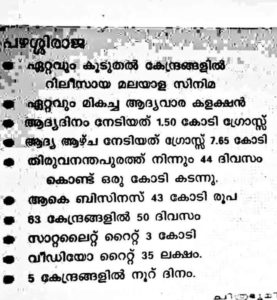 പഴശ്ശിരാജ
ഏറ്റവും കൂടുതൽ കേന്ദ്രങ്ങളിൽ
റിലീസായ മലയാള സിനിമ
ഏറ്റവും മികച്ച ആദ്യവാര കളക്ഷൻ
ആദ്യദിനം നേടിയത് 1.50 കോടി ഗ്രോസ്സ്
ആദ്യ ആഴ്ച നേടിയത് ഗ്രോസ്സ് 7.65 കോടി
തിരുവനന്തപുരത്ത് നിന്നും 44 ദിവസം
കൊണ്ട് ഒരു കോടി കടന്നു.
ആകെ ബിസിനസ് 43 കോടി രൂപ
63 കേന്ദ്രങ്ങളിൽ 50 ദിവസം
സാറ്റലൈറ്റ് റൈറ്റ് 3 കോടി
വീഡിയോ റൈറ്റ് 35 ലക്ഷം.
5 കേന്ദ്രങ്ങളിൽ നൂറ് ദിനം.